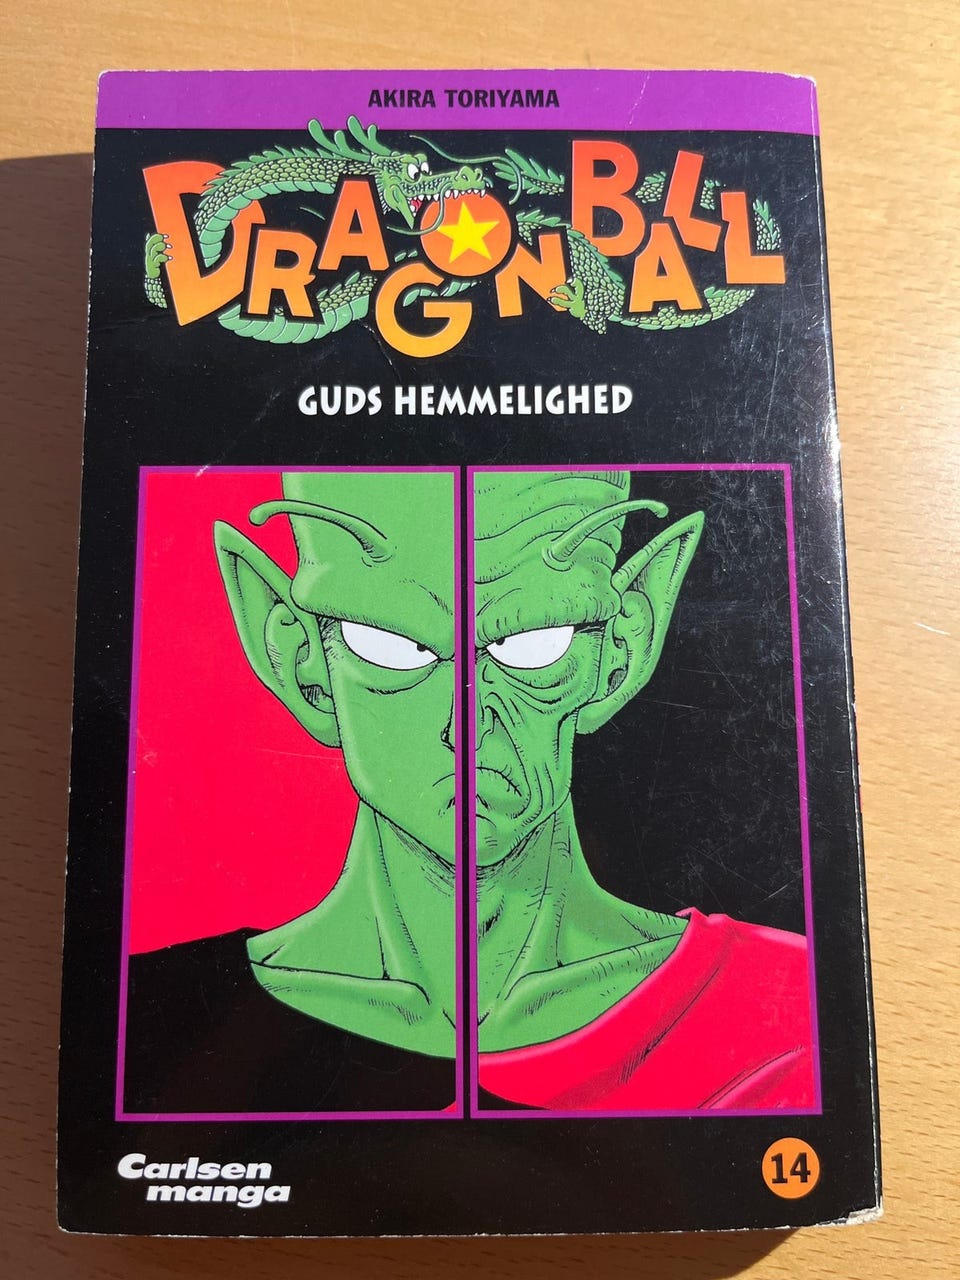 AKIRA TORIYAMA
DRAGON BALL
GUDS HEMMELIGHED
Carlsen
manga
14